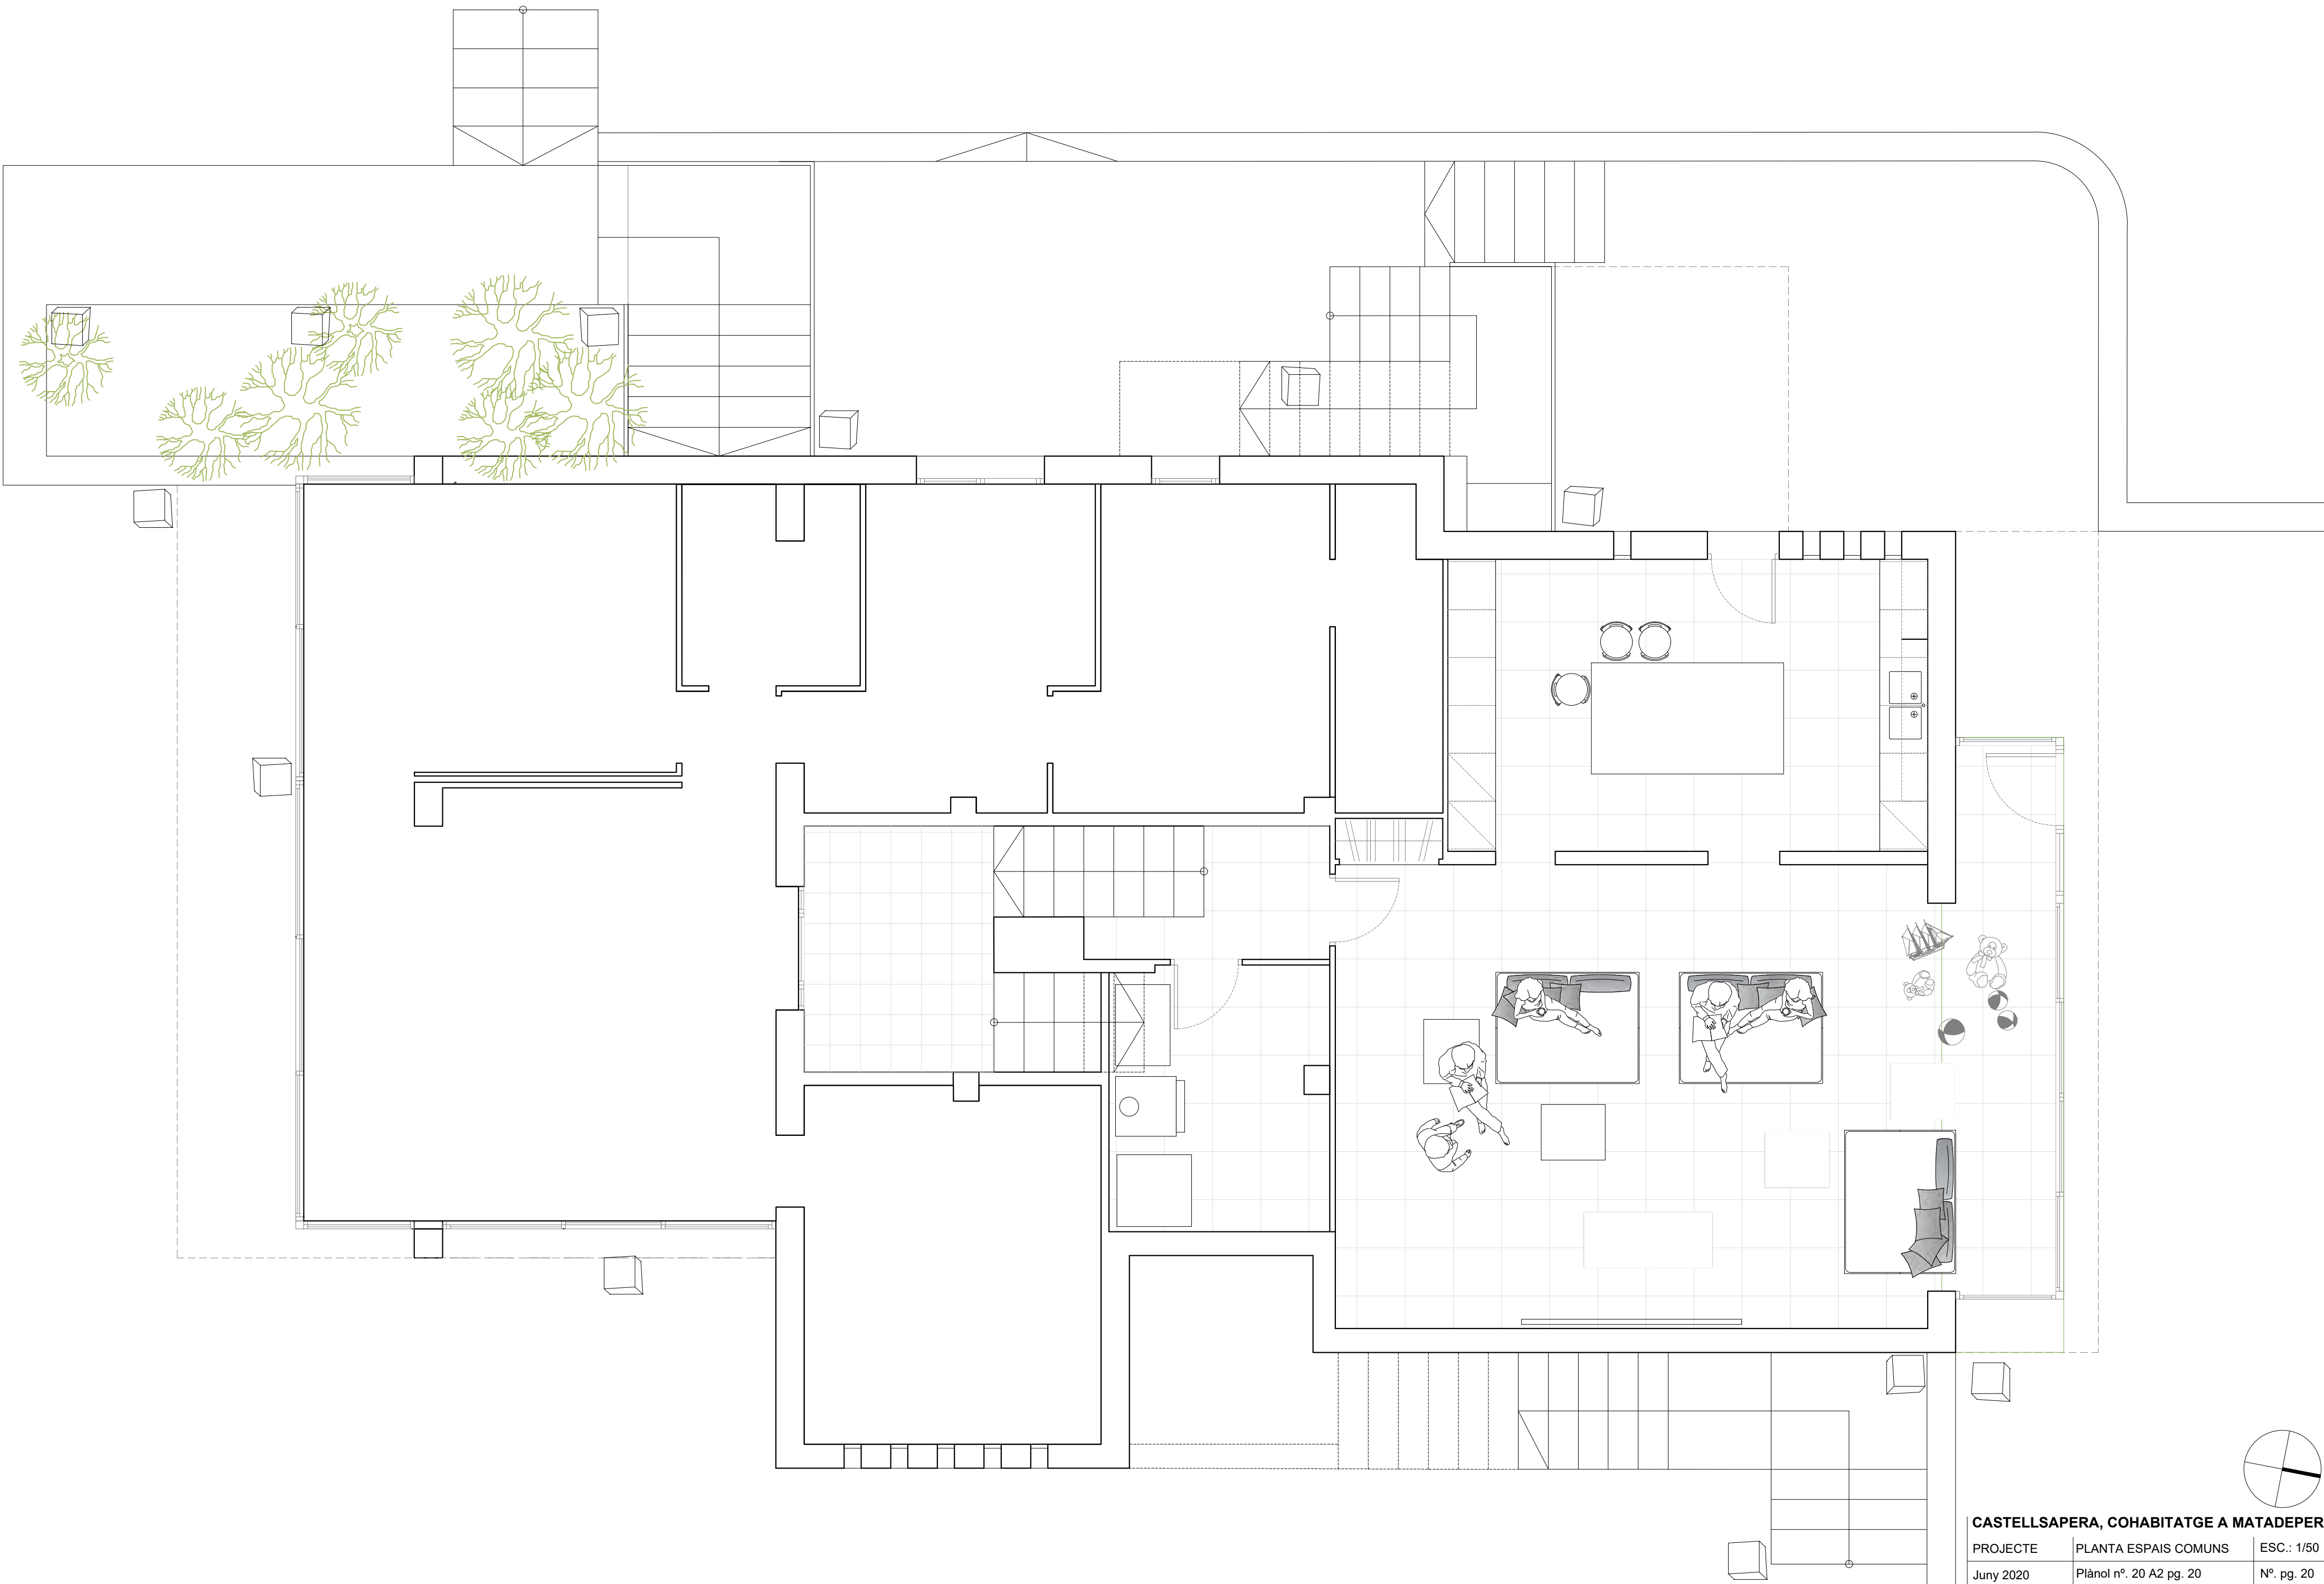 CASTELLSAPERA, COHABITATGE A MATADEPER
PROJECTE PLANTA ESPAIS COMUNS ESC.: 1/50
Juny 2020 Plànol nº. 20 A2 pg. 20 Nº. pg. 20